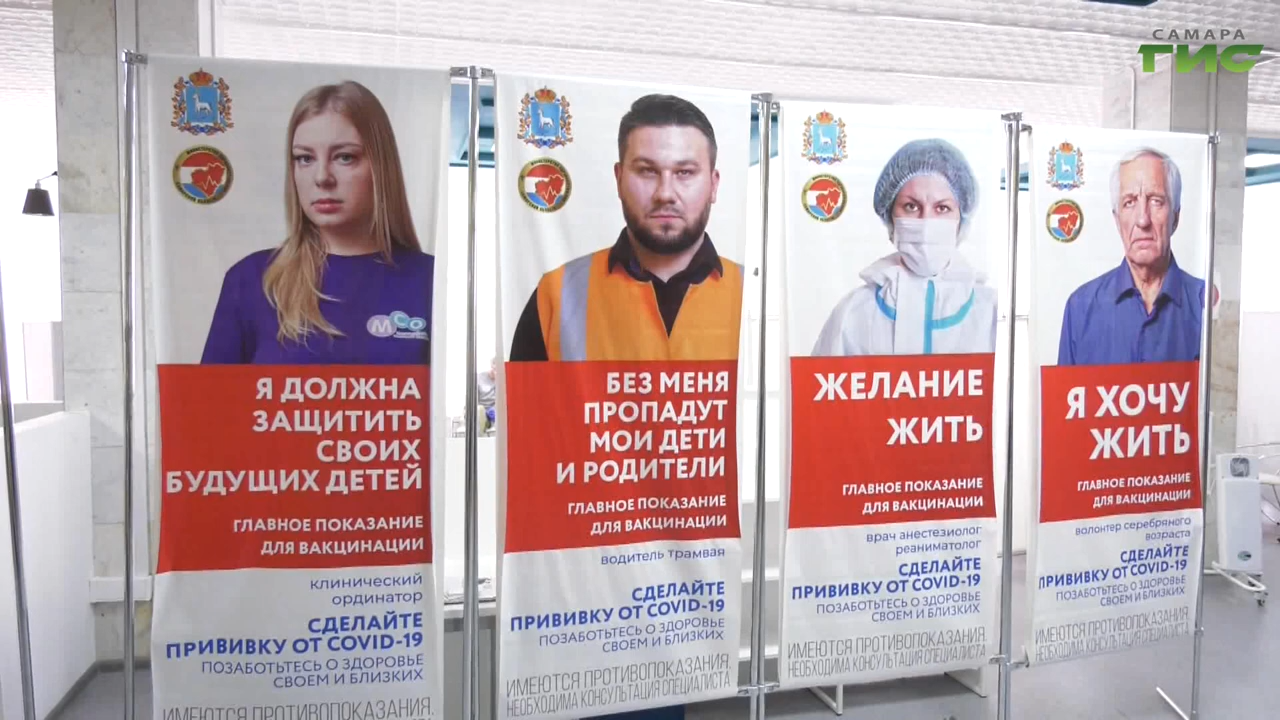 САМАРА
ГИС
Я ДОЛЖНА
ЗАЩИТИТЬ
СВОИХ
БУДУЩИХ ДЕТЕЙ
ГЛАВНОЕ ПОКАЗАНИЕ
ДЛЯ ВАКЦИНАЦИИ
клинический
ординатор
СДЕЛАЙТЕ
ПРИВИВКУ ОТ COVID-19
ПОЗАБОТЬТЕСЬ О ЗДОРОВЬЕ
СВОЕМ И БЛИЗКИХ
ИМЕЮТСЯ ПРОТИВОПОКАЗАНИЯ.
БЕЗ МЕНЯ
ПРОПАДУТ
МОИ ДЕТИ
И РОДИТЕЛИ
ГЛАВНОЕ ПОКАЗАНИЕ
ДЛЯ ВАКЦИНАЦИИ
водитель трамвая
СДЕЛАЙТЕ
ПРИВИВКУ ОТ COVID-19
ПОЗАБОТЬТЕСЬ О ЗДОРОВЬЕ
СВОЕМ И БЛИЗКИХ
ИМЕЮТСЯ ПРОТИВОПОКАЗАНИЯ.
НЕОБХОДИМА КОНСУЛЬТАЦИЯ СПЕЦИАЛИСТА
ЖЕЛАНИЕ
ЖИТЬ
ГЛАВНОЕ ПОКАЗАНИЕ
ДЛЯ ВАКЦИНАЦИИ
врач анестезиолог
реаниматолог
СДЕЛАЙТЕ
ПРИВИВКУ ОТ COVID-19
ПОЗАБОТЬТЕСЬ О ЗДОРОВЬЕ
СВОЕМ И БЛИЗКИХ
ИМЕЮТСЯ ПРОТИВОПОКАЗАНИЯ.
НЕОБХОДИМА КОНСУЛЬТАЦИЯ СПЕЦИАЛИСТА
Я ХОЧУ
ЖИТЬ
ГЛАВНОЕ ПОКАЗАНИЕ
ДЛЯ ВАКЦИНАЦИИ
волонтер серебряного
возраста
СДЕЛАЙТЕ
ПРИВИВКУ ОТ COVID-19
ПОЗАБОТЬТЕСЬ О ЗДОРОВЬЕ
СВОЕМ И БЛИЗКИХ
ИМЕЮТСЯ ПРОТИВОПОКАЗАНИЯ.
НЕОБХОДИМА КОНСУЛЬТАЦИЯ СПЕЦИАЛИСТА